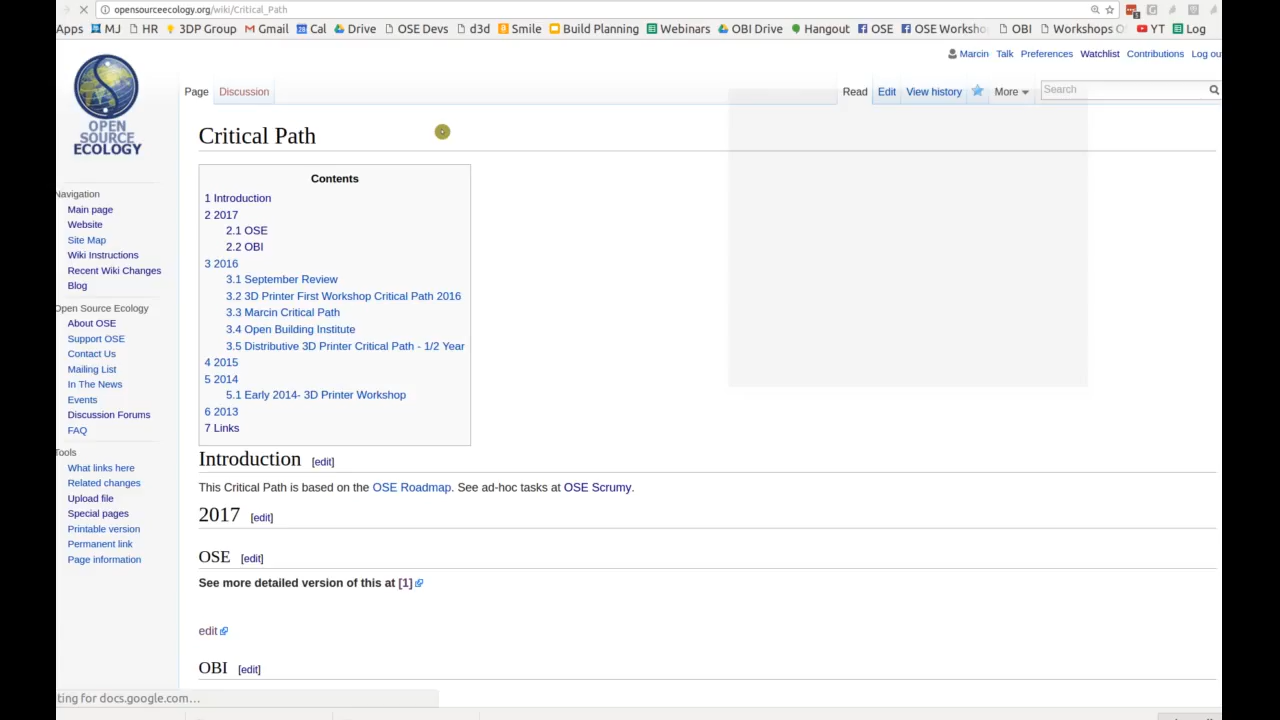 opensourceecology.org/wiki/Critical_Path
Apps MJ HR 3DP Group Gmail Cal Drive OSE Devs d3d Smile Build Planning Webinars OBI Drive Hangout OSE OSE Worksho OBI Workshops O YT Log
Marcin Talk Preferences Watchlist Contributions Log ou
Page Discussion Read Edit View history More Search
OPEN
SOURCE
ECOLOGY
Critical Path
Contents
1 Introduction
2 2017
2.1 OSE
2.2 OBI
3 2016
3.1 September Review
3.2 3D Printer First Workshop Critical Path 2016
3.3 Marcin Critical Path
3.4 Open Building Institute
3.5 Distributive 3D Printer Critical Path - 1/2 Year
4 2015
5 2014
5.1 Early 2014- 3D Printer Workshop
6 2013
7 Links
Navigation
Main page
Website
Site Map
Wiki Instructions
Recent Wiki Changes
Blog
Open Source Ecology
About OSE
Support OSE
Contact Us
Mailing List
In The News
Events
Discussion Forums
FAQ
Tools
What links here
Related changes
Upload file
Special pages
Printable version
Permanent link
Page information
Introduction [edit]
This Critical Path is based on the OSE Roadmap. See ad-hoc tasks at OSE Scrumy.
2017 [edit]
OSE [edit]
See more detailed version of this at [1]
edit
OBI [edit]
ting for docs.google.com…